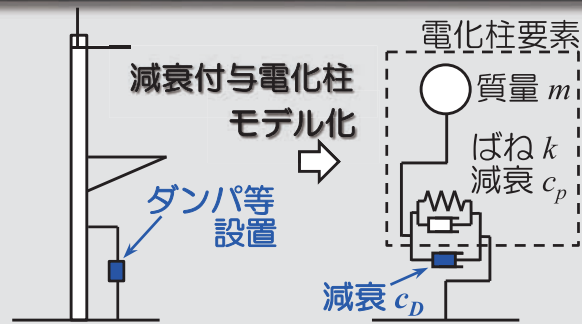 減衰付与電化柱
モデル化
ダンパ等
設置
電化柱要素
質量 m
ばね k
減衰 cp
減衰 cD